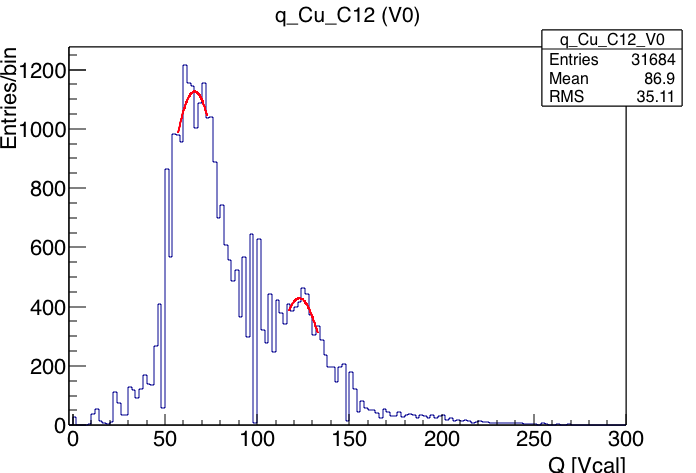 q_Cu_C12 (V0)
q_Cu_C12_V0
Entries 31684
Mean 86.9
RMS 35.11
Entries/bin
1200
1000
800
600
400
200
0
0 50 100 150 200 250 300
Q [Vcal]